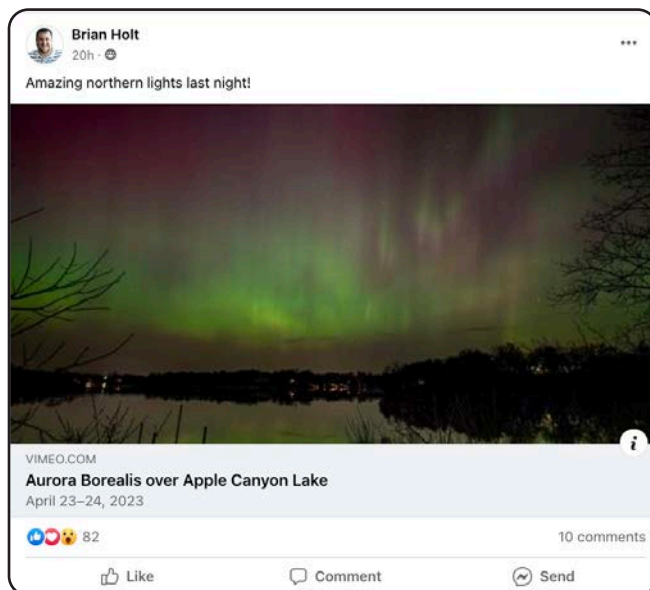 Brian Holt
20h ·
Amazing northern lights last night!
i
VIMEO.COM
Aurora Borealis over Apple Canyon Lake
April 23–24, 2023
82
10 comments
Like
Comment
Send